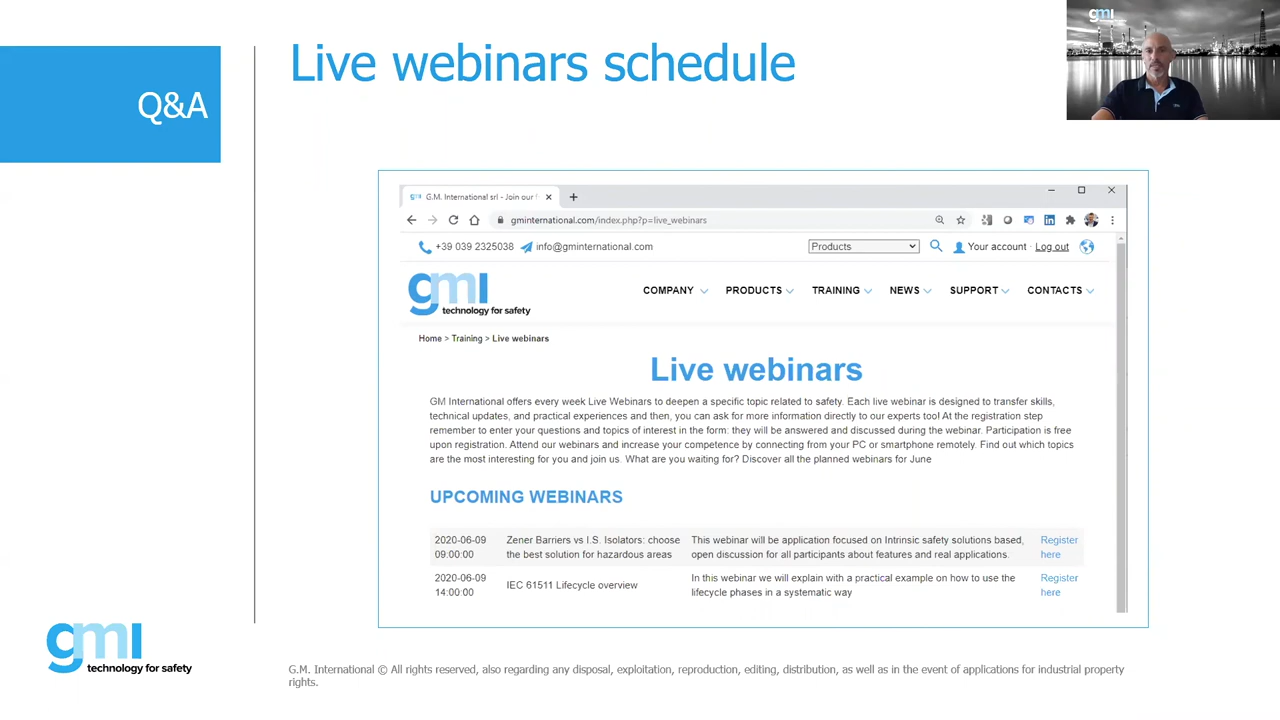 Live webinars schedule
gmi
Q&A
G.M. International srl - Join our f
gminternational.com/index.php?p=live_webinars
+39 039 2325038 info@gminternational.com Products Your account · Log out
gmi
technology for safety
COMPANY PRODUCTS TRAINING NEWS SUPPORT CONTACTS
Home > Training > Live webinars
Live webinars
GM International offers every week Live Webinars to deepen a specific topic related to safety. Each live webinar is designed to transfer skills,
technical updates, and practical experiences and then, you can ask for more information directly to our experts too! At the registration step
remember to enter your questions and topics of interest in the form: they will be answered and discussed during the webinar. Participation is free
upon registration. Attend our webinars and increase your competence by connecting from your PC or smartphone remotely. Find out which topics
are the most interesting for you and join us. What are you waiting for? Discover all the planned webinars for June
UPCOMING WEBINARS
2020-06-09 Zener Barriers vs I.S. Isolators: choose This webinar will be application focused on Intrinsic safety solutions based, Register
09:00:00 the best solution for hazardous areas open discussion for all participants about features and real applications. here
2020-06-09 In this webinar we will explain with a practical example on how to use the Register
IEC 61511 Lifecycle overview
14:00:00 lifecycle phases in a systematic way here
gmi
technology for safety
G.M. International © All rights reserved, also regarding any disposal, exploitation, reproduction, editing, distribution, as well as in the event of applications for industrial property
rights.